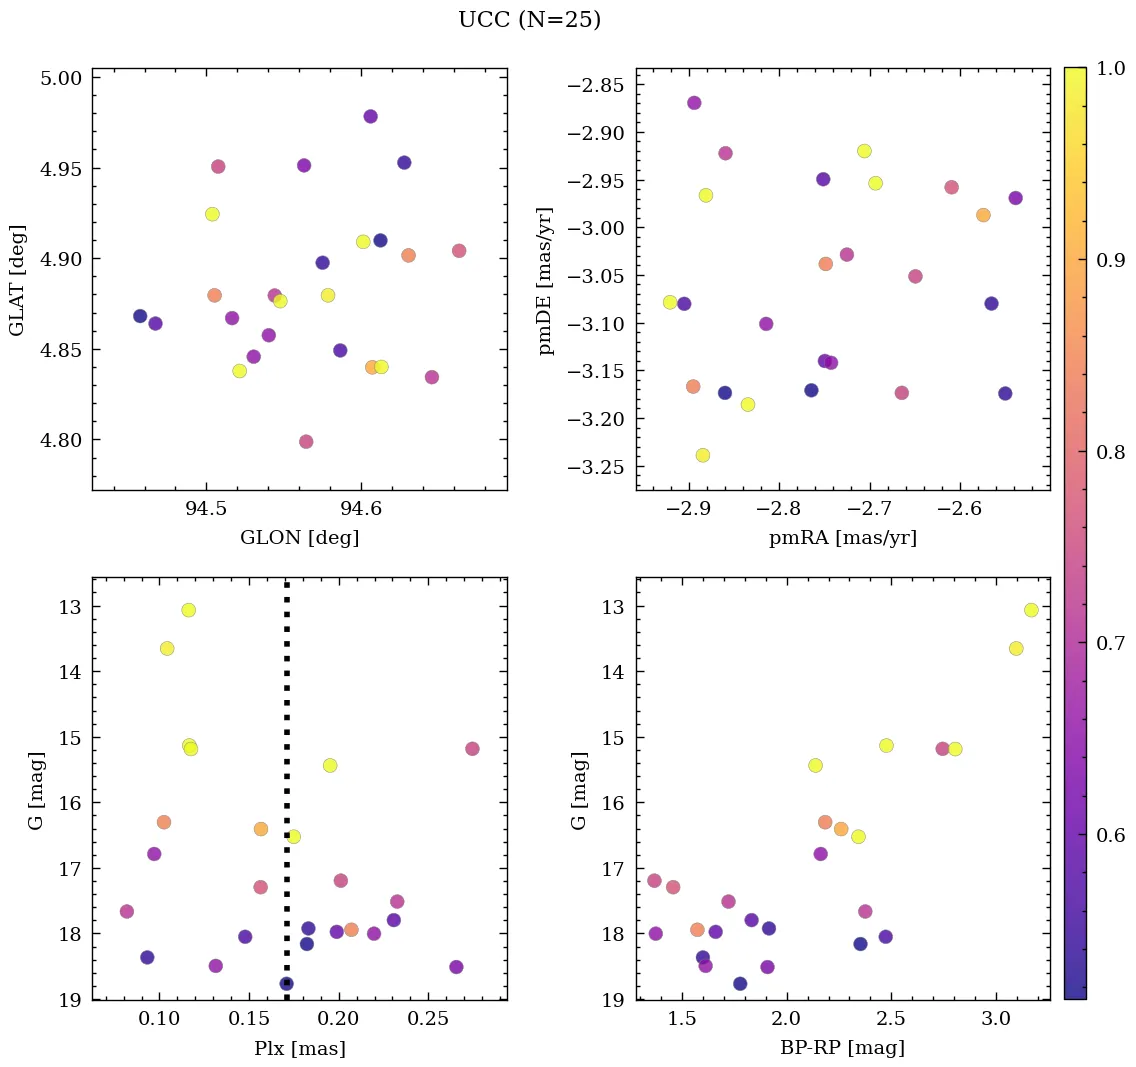 UCC (N=25)
5.00
4.95
4.90
4.85
4.80
GLAT [deg]
94.5 94.6
GLON [deg]
−2.85
−2.90
−2.95
−3.00
−3.05
−3.10
−3.15
−3.20
−3.25
pmDE [mas/yr]
−2.9 −2.8 −2.7 −2.6
pmRA [mas/yr]
13
14
15
16
17
18
19
G [mag]
0.10 0.15 0.20 0.25
Plx [mas]
13
14
15
16
17
18
19
G [mag]
1.5 2.0 2.5 3.0
BP-RP [mag]
1.0
0.9
0.8
0.7
0.6